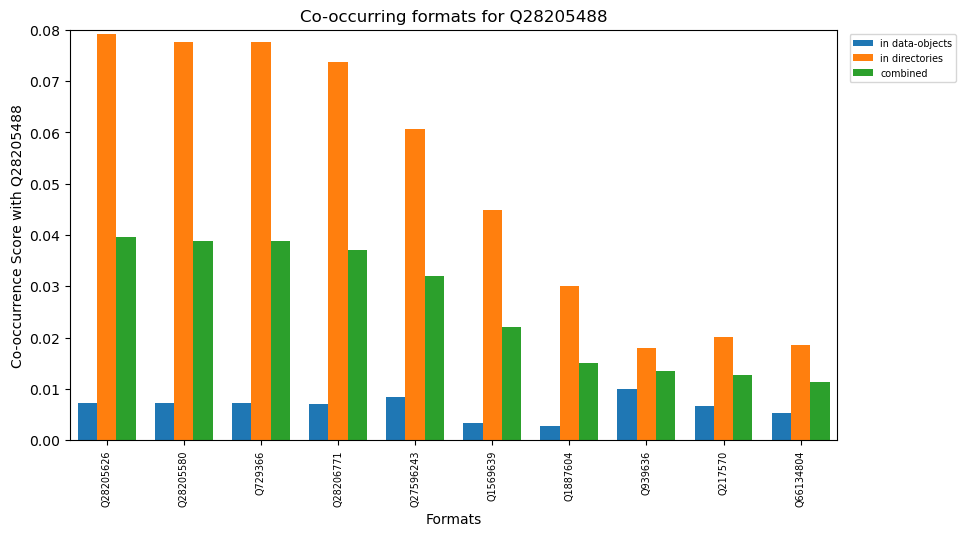 Co-occurring formats for Q28205488
Co-occurrence Score with Q28205488
0.08
0.07
0.06
0.05
0.04
0.03
0.02
0.01
0.00
Q28205626
Q28205580
Q729366
Q28206771
Q27596243
Q1569639
Q1887604
Q939636
Q217570
Q66134804
Formats
in data-objects
in directories
combined